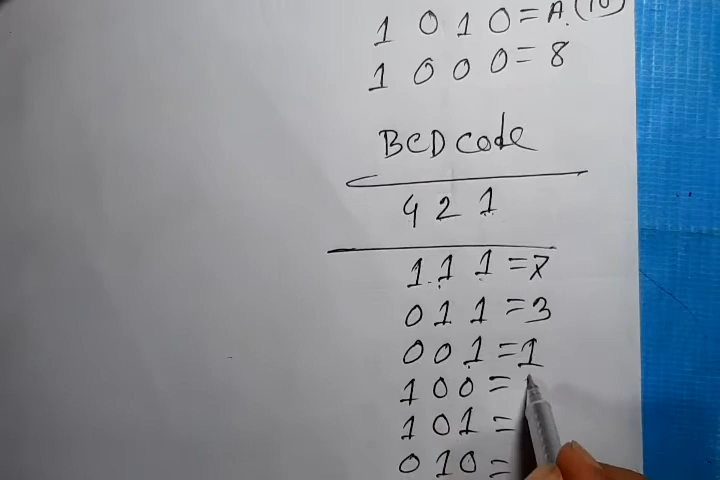 1 0 1 0 = A. (10)
1 0 0 0 = 8
BCD code
4 2 1
1 1 1 = 7
0 1 1 = 3
0 0 1 = 1
1 0 0 =
1 0 1 =
0 1 0 =